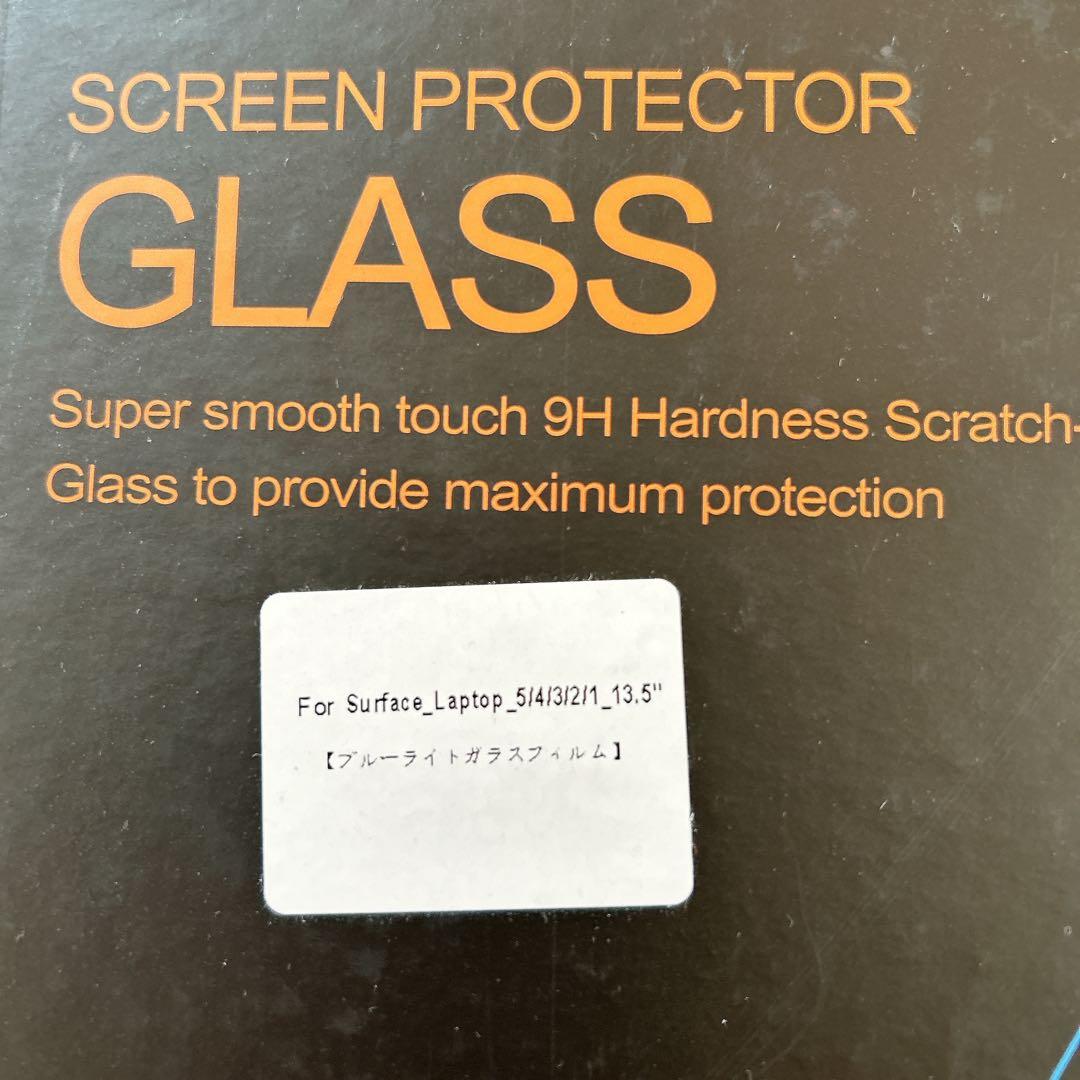 SCREEN PROTECTOR
GLASS
Super smooth touch 9H Hardness Scratch-
Glass to provide maximum protection
For Surface_Laptop_5/4/3/2/1_13.5"
【ブルーライトガラスフィルム】